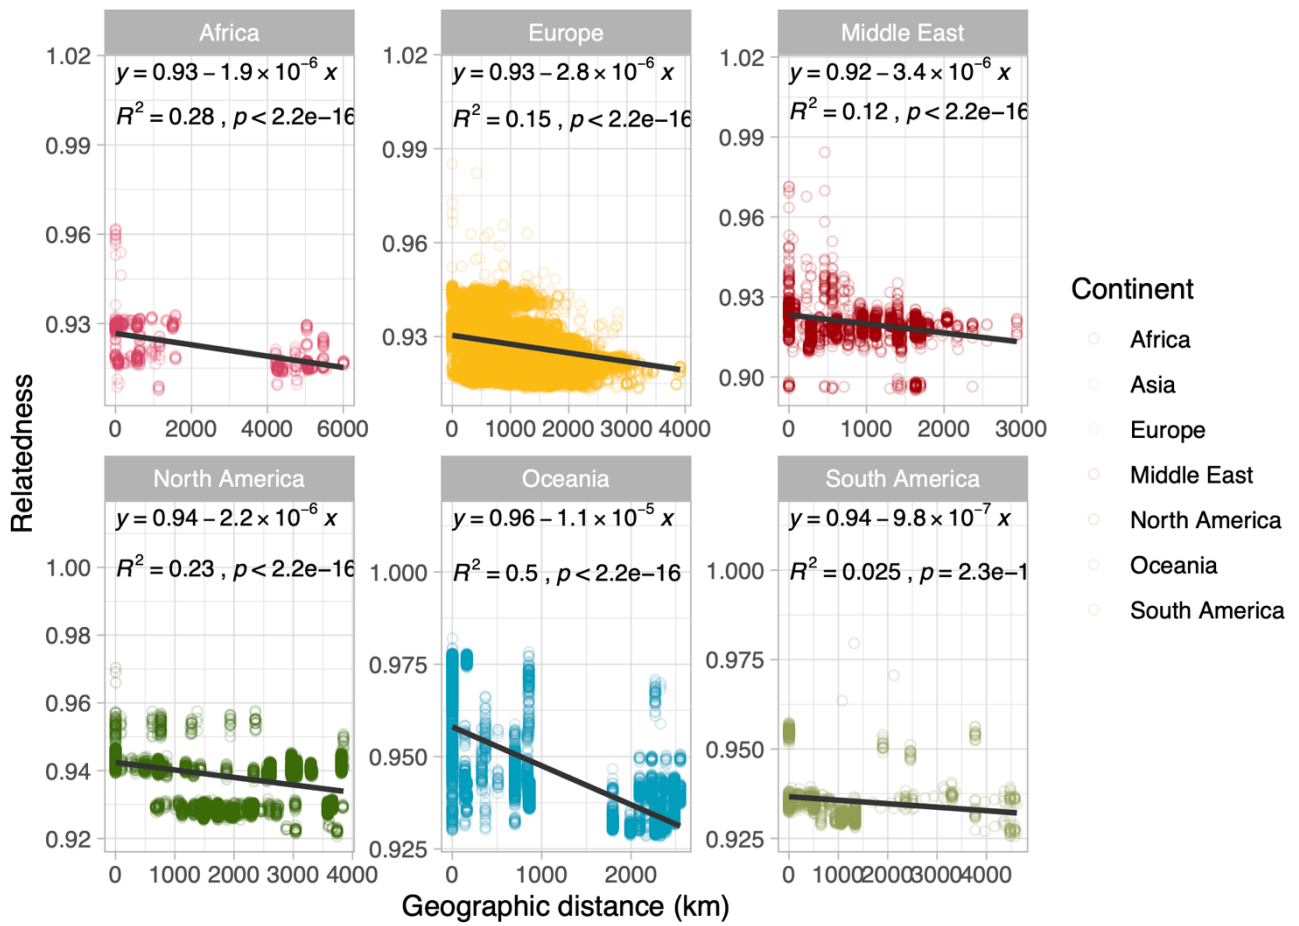 Africa
Europe
Middle East
1.02
0.99
0.96
0.93
y = 0.93 − 1.9 × 10⁻⁶ x
R² = 0.28 , p < 2.2e−16
0 2000 4000 6000
1.02
0.99
0.96
0.93
y = 0.93 − 2.8 × 10⁻⁶ x
R² = 0.15 , p < 2.2e−16
0 1000 2000 3000 4000
1.02
0.99
0.96
0.93
0.90
y = 0.92 − 3.4 × 10⁻⁶ x
R² = 0.12 , p < 2.2e−16
0 1000 2000 3000
Relatedness
North America
Oceania
South America
1.00
0.98
0.96
0.94
0.92
y = 0.94 − 2.2 × 10⁻⁶ x
R² = 0.23 , p < 2.2e−16
0 1000 2000 3000 4000
1.000
0.975
0.950
0.925
y = 0.96 − 1.1 × 10⁻⁵ x
R² = 0.5 , p < 2.2e−16
0 1000 2000
1.000
0.975
0.950
0.925
y = 0.94 − 9.8 × 10⁻⁷ x
R² = 0.025 , p = 2.3e−1
0 1000 2000 3000 4000
Geographic distance (km)
Continent
Africa
Asia
Europe
Middle East
North America
Oceania
South America